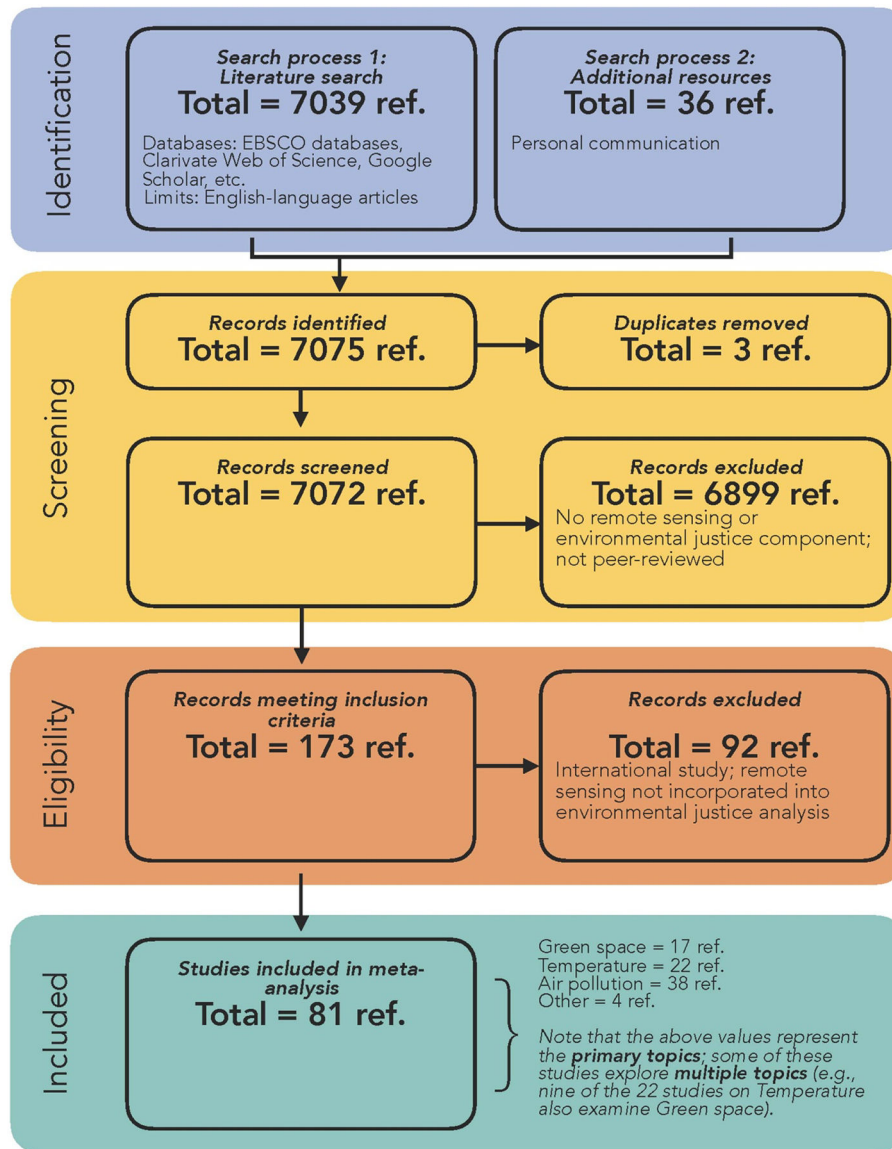 Identification
Search process 1:
Literature search
Total = 7039 ref.
Databases: EBSCO databases,
Clarivate Web of Science, Google
Scholar, etc.
Limits: English-language articles
Search process 2:
Additional resources
Total = 36 ref.
Personal communication
Screening
Records identified
Total = 7075 ref.
Duplicates removed
Total = 3 ref.
Records screened
Total = 7072 ref.
Records excluded
Total = 6899 ref.
No remote sensing or
environmental justice component;
not peer-reviewed
Eligibility
Records meeting inclusion
criteria
Total = 173 ref.
Records excluded
Total = 92 ref.
International study; remote
sensing not incorporated into
environmental justice analysis
Included
Studies included in meta-
analysis
Total = 81 ref.
Green space = 17 ref.
Temperature = 22 ref.
Air pollution = 38 ref.
Other = 4 ref.
Note that the above values represent
the primary topics; some of these
studies explore multiple topics (e.g.,
nine of the 22 studies on Temperature
also examine Green space).